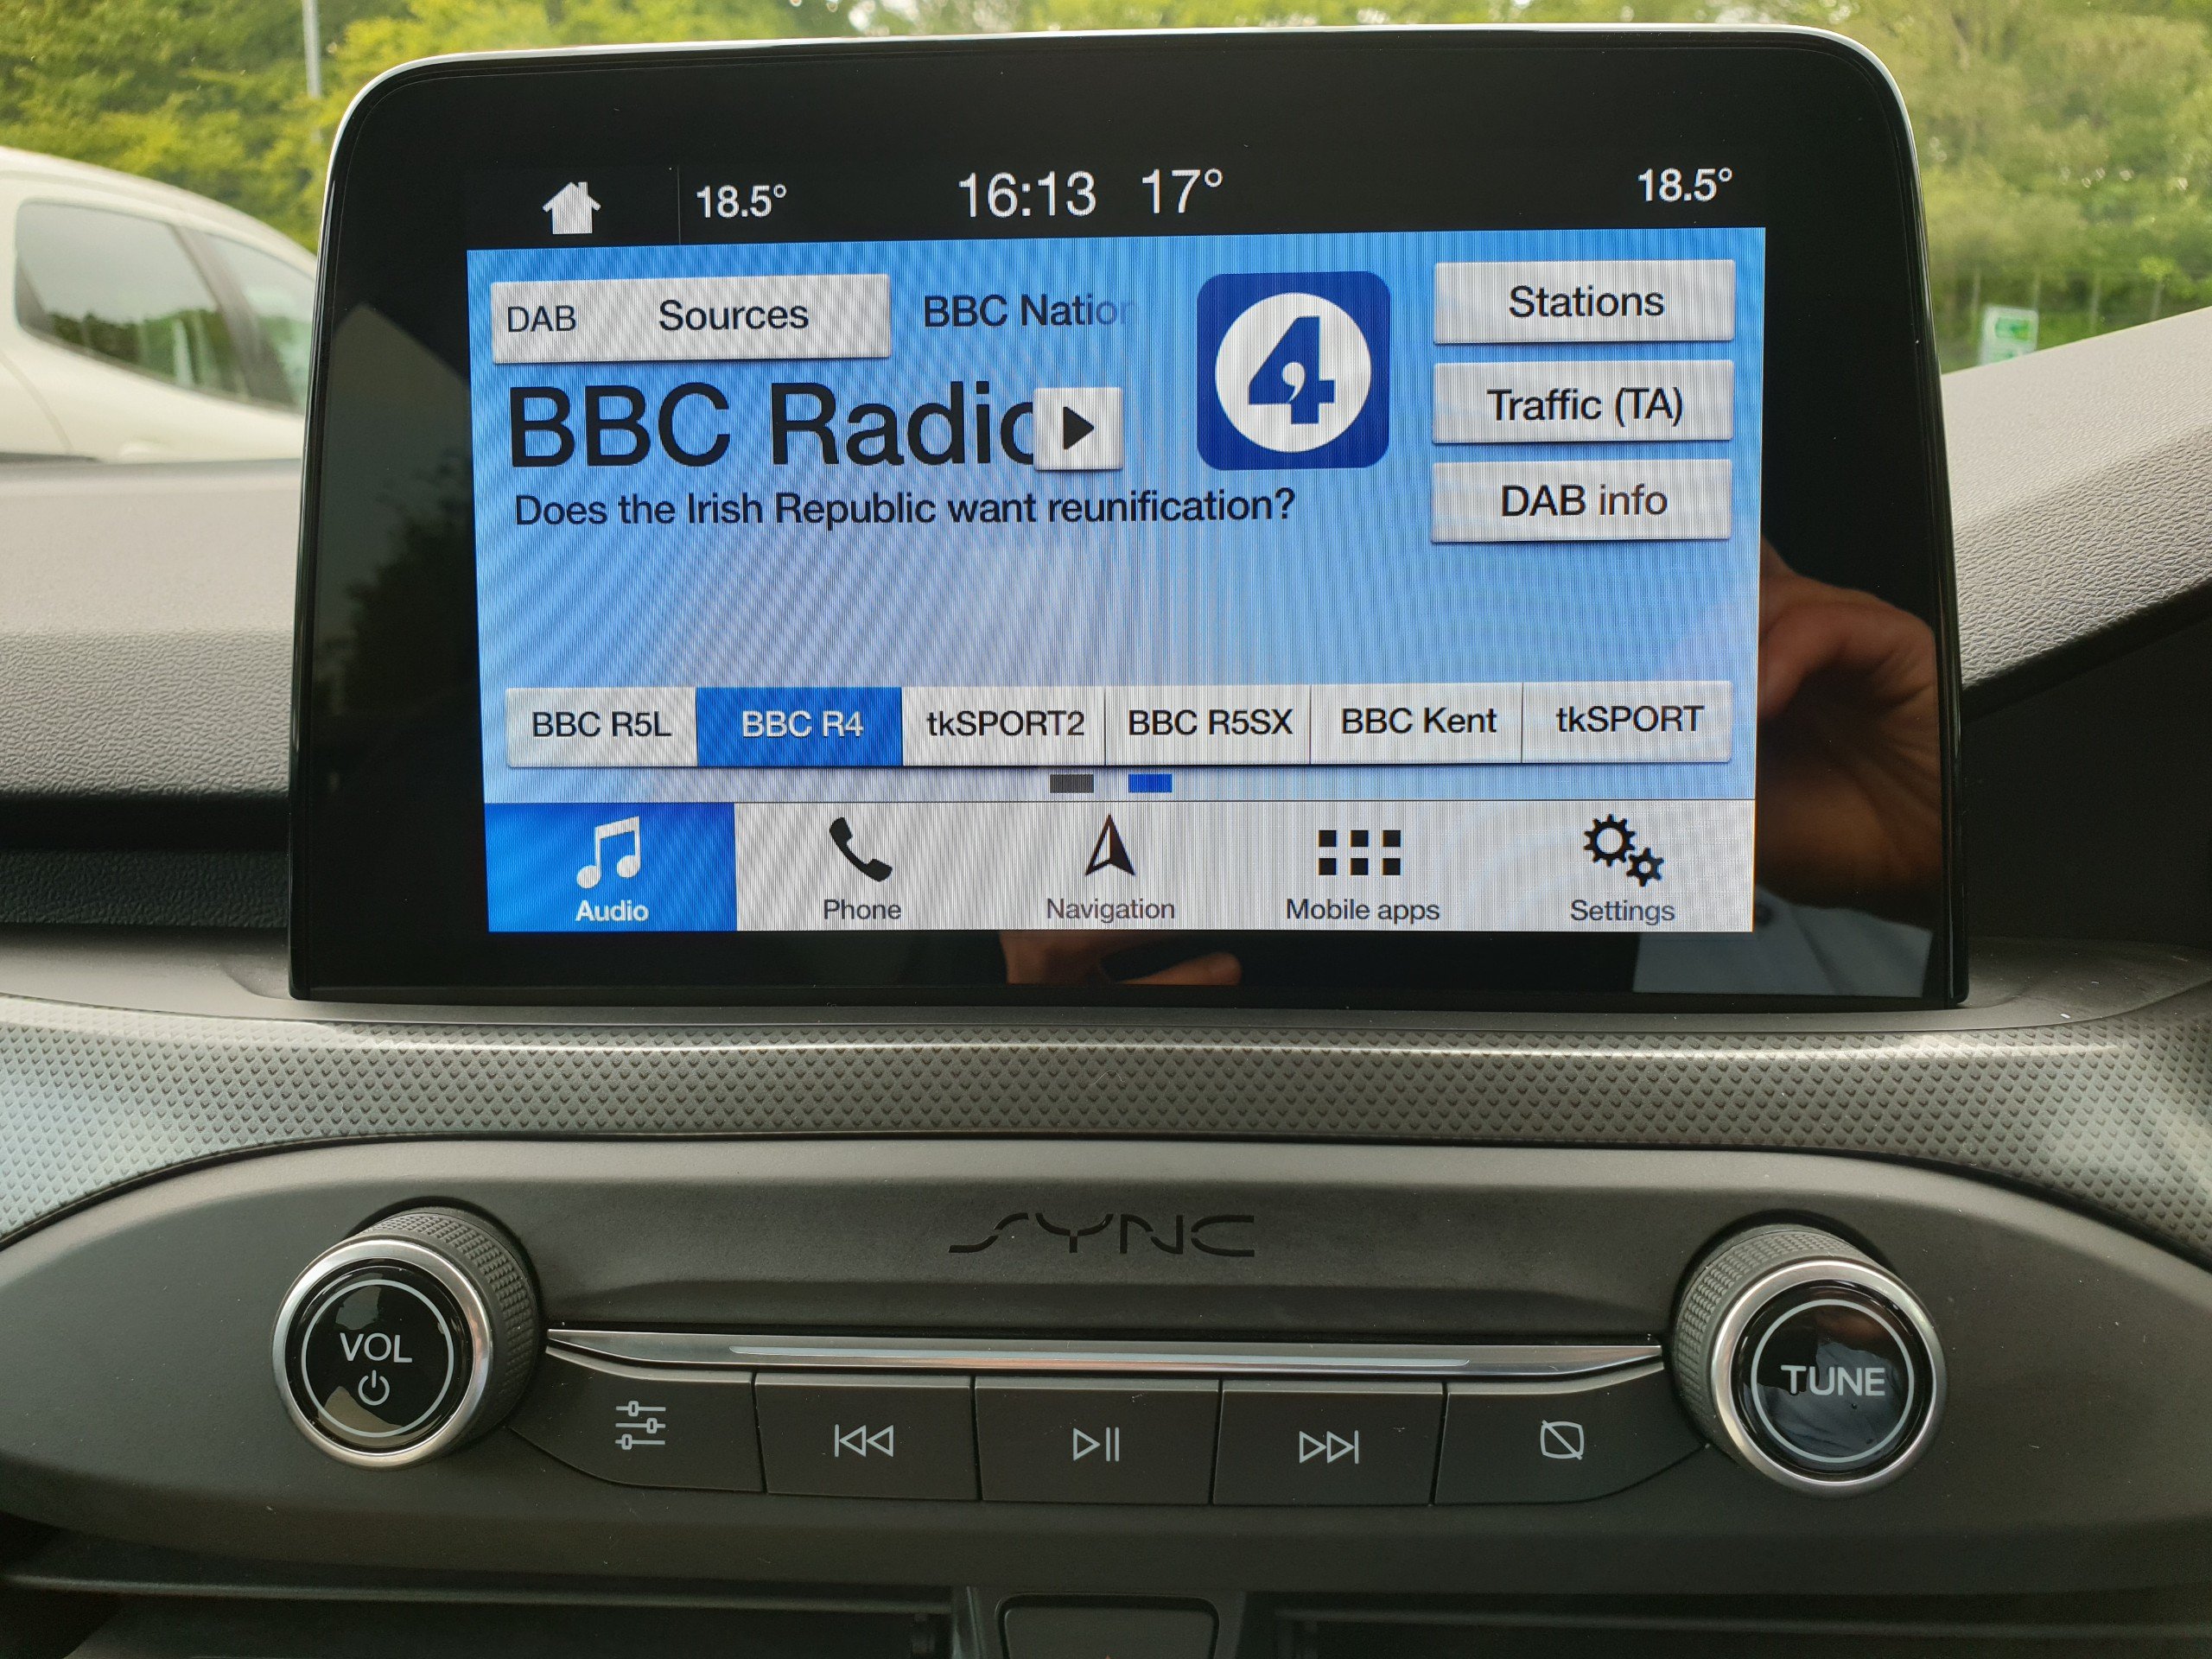 18.5° 16:13 17° 18.5°
DAB Sources BBC Natio Stations
4
BBC Radio Traffic (TA)
Does the Irish Republic want reunification? DAB info
BBC R5L BBC R4 tkSPORT2 BBC R5SX BBC Kent tkSPORT
Audio Phone Navigation Mobile apps Settings
SYNC
VOL TUNE